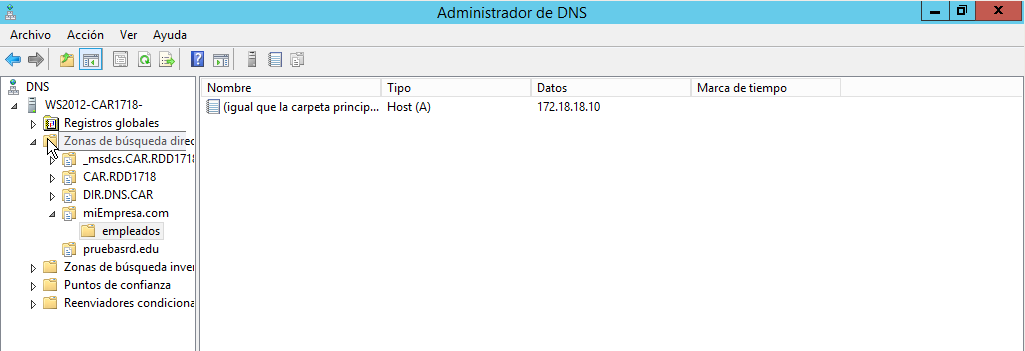 Administrador de DNS
Archivo Acción Ver Ayuda
DNS
WS2012-CAR1718-
Registros globales
Zonas de búsqueda direc
_msdcs.CAR.RDD1718
CAR.RDD1718
DIR.DNS.CAR
miEmpresa.com
empleados
pruebasrd.edu
Zonas de búsqueda inver
Puntos de confianza
Reenviadores condiciona
Nombre Tipo Datos Marca de tiempo
(igual que la carpeta princip... Host (A) 172.18.18.10